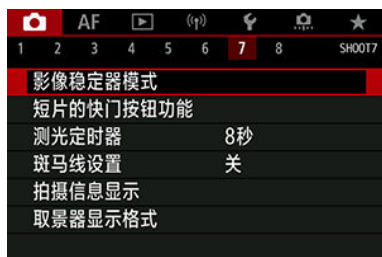 AF
1 2 3 4 5 6 7 8 SHOOT7
影像稳定器模式
短片的快门按钮功能
测光定时器 8秒
斑马线设置 关
拍摄信息显示
取景器显示格式